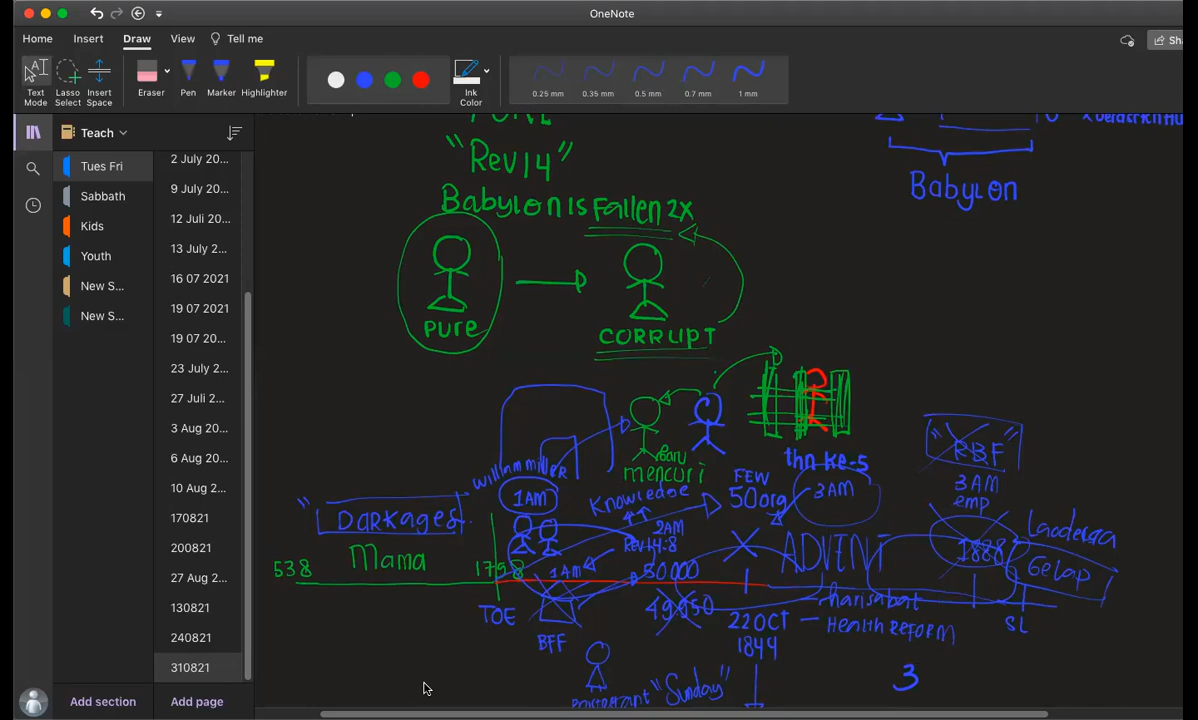 OneNote
Home Insert Draw View Tell me
Sha
Text Mode
Lasso Select
Insert Space
Eraser
Pen
Marker
Highlighter
Ink Color
0.25 mm 0.35 mm 0.5 mm 0.7 mm 1 mm
Teach
Tues Fri
Sabbath
Kids
Youth
New S...
New S...
2 July 20...
9 July 20...
12 Juli 20...
13 July 2...
16 07 2021
19 07 2021
19 07 20...
23 July 2...
27 Juli 2...
3 Aug 20...
6 Aug 20...
10 Aug 2...
170821
200821
27 Aug 2...
130821
240821
310821
Add section
Add page
"Rev14"
Babylon is Fallen 2x
Babylon
PURE
CORRUPT
baru
mencuri
thn ke-5
"RBF"
3AM
emp
william miller
1AM
Knowledge
FEW
50org
3AM
"Darkages"
2AM
REV14:8
ADVENT
1888
Laodekea
Gelap
538
Mama
1798
1AM
50000
49950
TOE
BFF
22OCT
1844
harisabat
Health REFORM
SL
"Sunday"
3